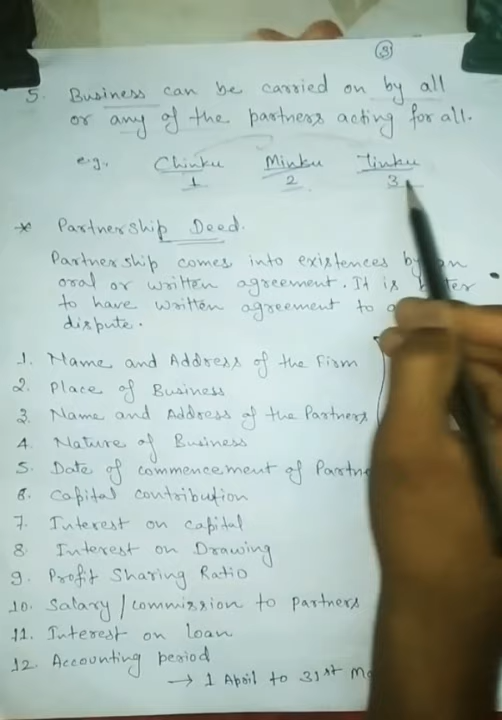 3
5. Business can be carried on by all
or any of the partners acting for all.
e.g. Chinku Minku Tinku
1 2 3
* Partnership Deed.
Partnership comes into existences by an
oral or written agreement. It is
to have written agreement to
dispute.
1. Name and Address of the Firm
2. Place of Business
3. Name and Address of the Partners
4. Nature of Business
5. Date of commencement of
6. Capital contribution
7. Interest on capital
8. Interest on Drawing
9. Profit Sharing Ratio
10. Salary/commission to partners
11. Interest on loan
12. Accounting period
→ 1 April to 31st